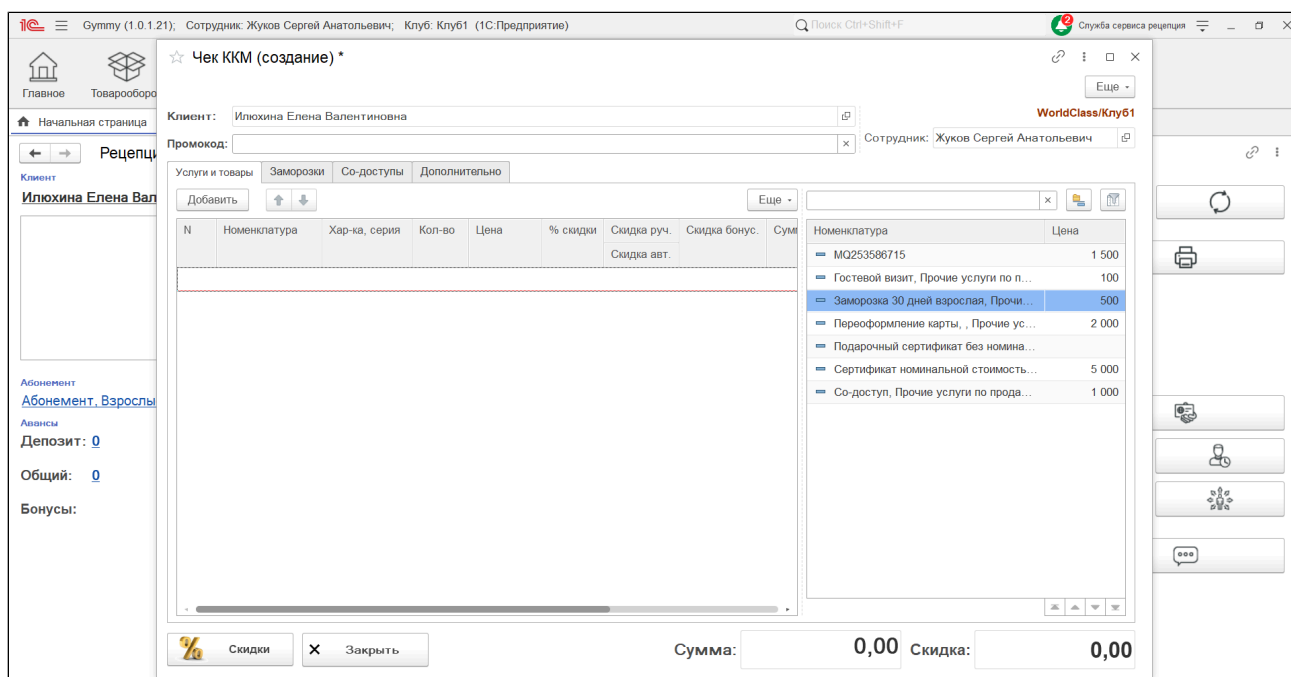 1С Gymmy (1.0.1.21); Сотрудник: Жуков Сергей Анатольевич; Клуб: Клуб1 (1С:Предприятие) Поиск Ctrl+Shift+F 2 Служба сервиса рецепция
Главное Товарооборо
Начальная страница
Рецепци
Клиент
Илюхина Елена Вал
Абонемент
Абонемент, Взрослы
Авансы
Депозит: 0
Общий: 0
Бонусы:
Чек ККМ (создание) *
Еще
WorldClass/Клуб1
Клиент: Илюхина Елена Валентиновна
Сотрудник: Жуков Сергей Анатольевич
Промокод:
Услуги и товары Заморозки Со-доступы Дополнительно
Добавить Еще
N Номенклатура Хар-ка, серия Кол-во Цена % скидки Скидка руч. Скидка бонус. Сум
Скидка авт.
Номенклатура Цена
MQ253586715 1 500
Гостевой визит, Прочие услуги по п... 100
Заморозка 30 дней взрослая, Прочи... 500
Переоформление карты, , Прочие ус... 2 000
Подарочный сертификат без номина...
Сертификат номинальной стоимость... 5 000
Со-доступ, Прочие услуги по прода... 1 000
Скидки Закрыть Сумма: 0,00 Скидка: 0,00